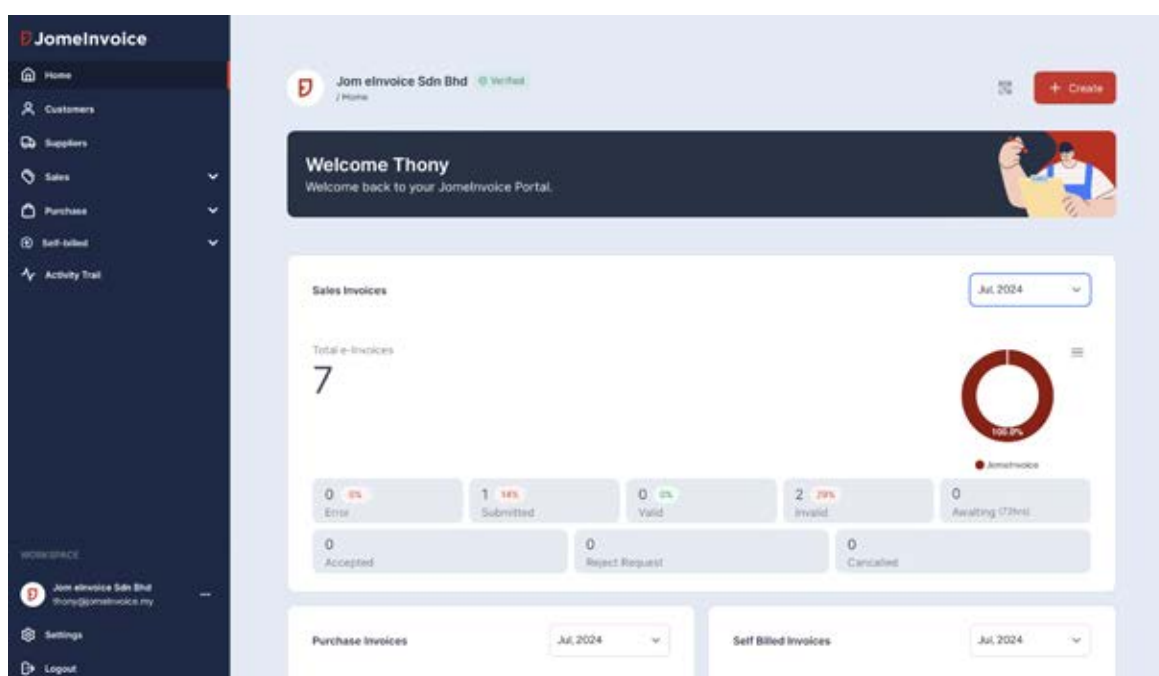 JomeInvoice
Home
Customers
Suppliers
Sales
Purchase
Self-billed
Activity Trail
WORKSPACE
Jom eInvoice Sdn Bhd
thony@jomeinvoice.my
Settings
Logout
Jom eInvoice Sdn Bhd Verified
/ Home
+ Create
Welcome Thony
Welcome back to your JomeInvoice Portal.
Sales Invoices
Jul, 2024
Total e-Invoices
7
100.0%
JomeInvoice
0 0%
Error
1 14%
Submitted
0 0%
Valid
2 29%
Invalid
0
Awaiting (72hrs)
0
Accepted
0
Reject Request
0
Cancelled
Purchase Invoices
Jul, 2024
Self Billed Invoices
Jul, 2024